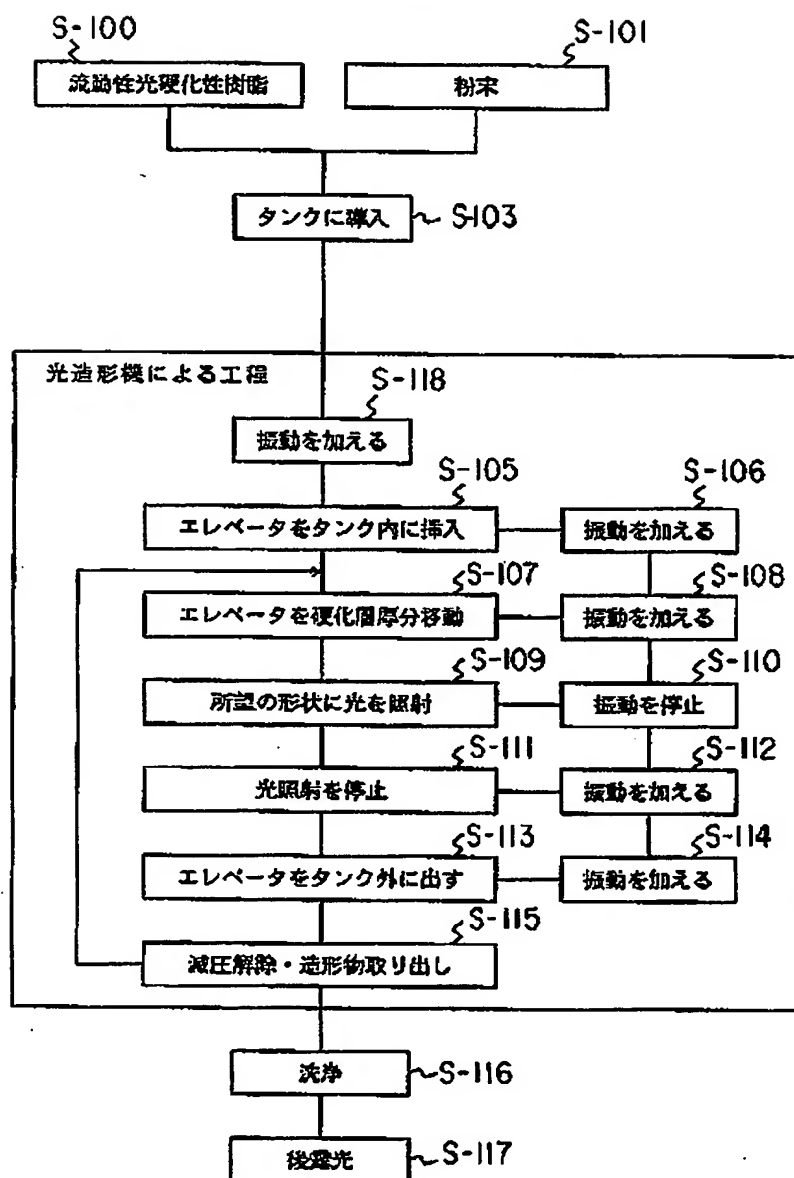 S-100
S-101
流動性光硬化性樹脂
粉末
タンクに導入
S-103
光造形機による工程
S-118
振動を加える
S-105
S-106
エレベータをタンク内に挿入
振動を加える
S-107
S-108
エレベータを硬化層厚分移動
振動を加える
S-109
S-110
所望の形状に光を照射
振動を停止
S-111
S-112
光照射を停止
振動を加える
S-113
S-114
エレベータをタンク外に出す
振動を加える
S-115
減圧解除・造形物取り出し
洗浄
S-116
後露光
S-117